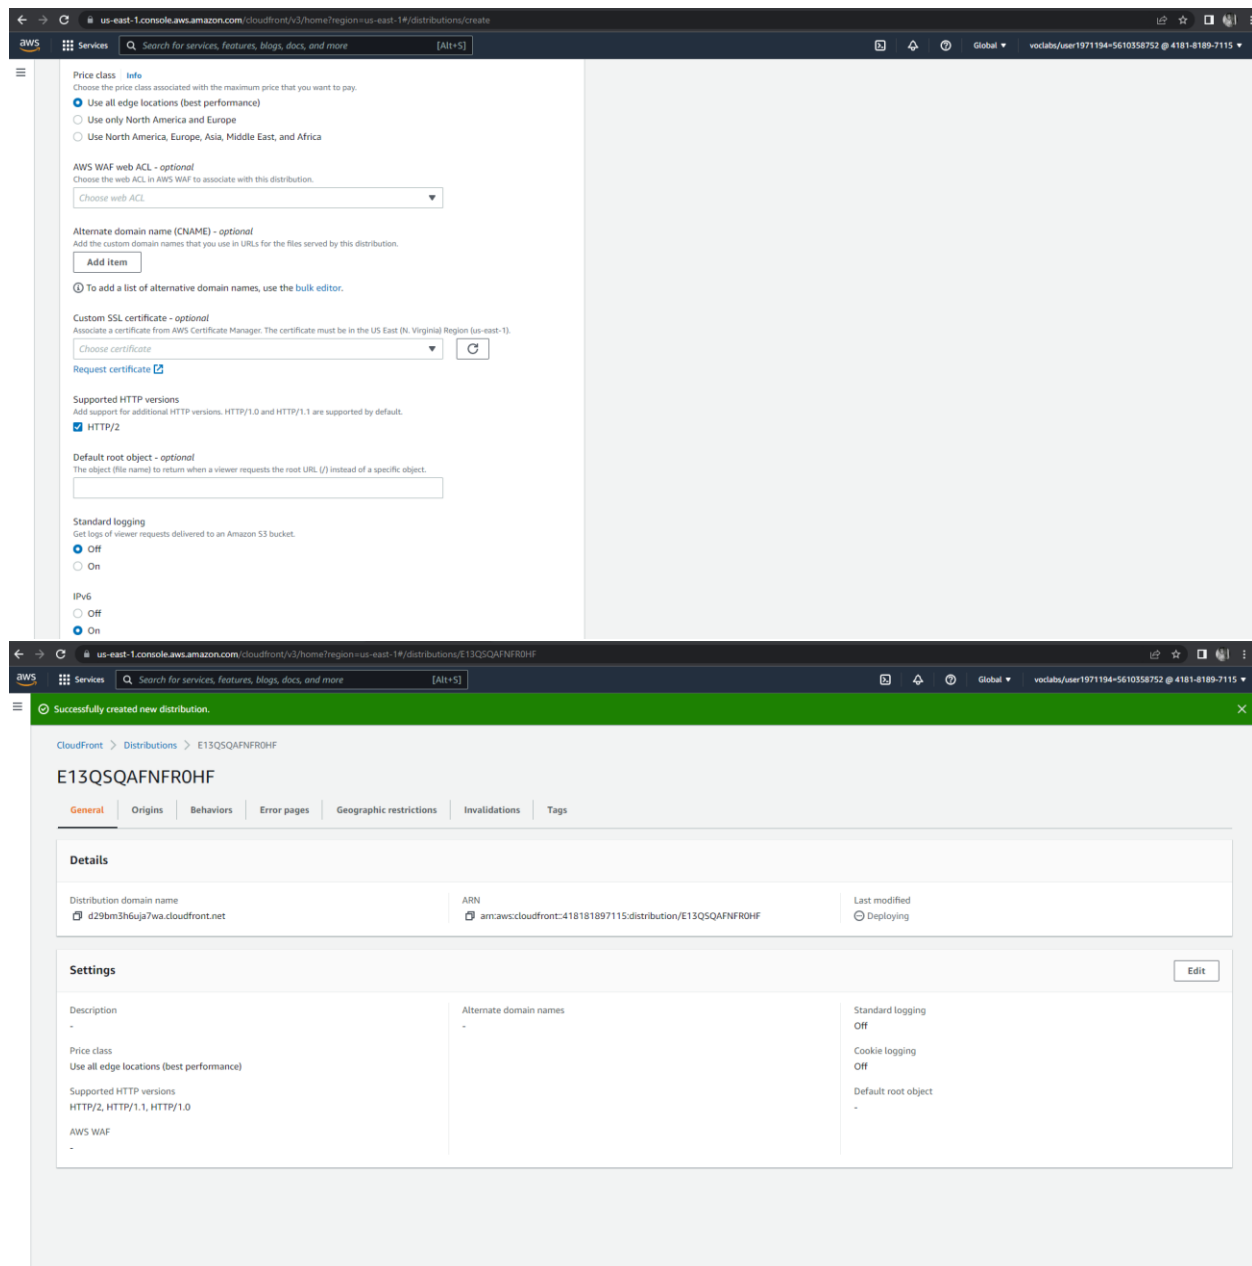 us-east-1.console.aws.amazon.com/cloudfront/v3/home?region=us-east-1#/distributions/create
aws Services Search for services, features, blogs, docs, and more [Alt+S] Global voclabs/user1971194=5610358752 @ 4181-8189-7115
Price class Info
Choose the price class associated with the maximum price that you want to pay.
Use all edge locations (best performance)
Use only North America and Europe
Use North America, Europe, Asia, Middle East, and Africa
AWS WAF web ACL - optional
Choose the web ACL in AWS WAF to associate with this distribution.
Choose web ACL
Alternate domain name (CNAME) - optional
Add the custom domain names that you use in URLs for the files served by this distribution.
Add item
To add a list of alternative domain names, use the bulk editor.
Custom SSL certificate - optional
Associate a certificate from AWS Certificate Manager. The certificate must be in the US East (N. Virginia) Region (us-east-1).
Choose certificate
Request certificate
Supported HTTP versions
Add support for additional HTTP versions. HTTP/1.0 and HTTP/1.1 are supported by default.
HTTP/2
Default root object - optional
The object (file name) to return when a viewer requests the root URL (/) instead of a specific object.
Standard logging
Get logs of viewer requests delivered to an Amazon S3 bucket.
Off
On
IPv6
Off
On
us-east-1.console.aws.amazon.com/cloudfront/v3/home?region=us-east-1#/distributions/E13QSQAFNFR0HF
aws Services Search for services, features, blogs, docs, and more [Alt+S] Global voclabs/user1971194=5610358752 @ 4181-8189-7115
Successfully created new distribution.
CloudFront > Distributions > E13QSQAFNFR0HF
E13QSQAFNFR0HF
General Origins Behaviors Error pages Geographic restrictions Invalidations Tags
Details
Distribution domain name ARN Last modified
d29bm3h6uja7wa.cloudfront.net arn:aws:cloudfront::418181897115:distribution/E13QSQAFNFR0HF Deploying
Settings Edit
Description Alternate domain names Standard logging
- - Off
Price class Cookie logging
Use all edge locations (best performance) Off
Supported HTTP versions Default root object
HTTP/2, HTTP/1.1, HTTP/1.0 -
AWS WAF
-